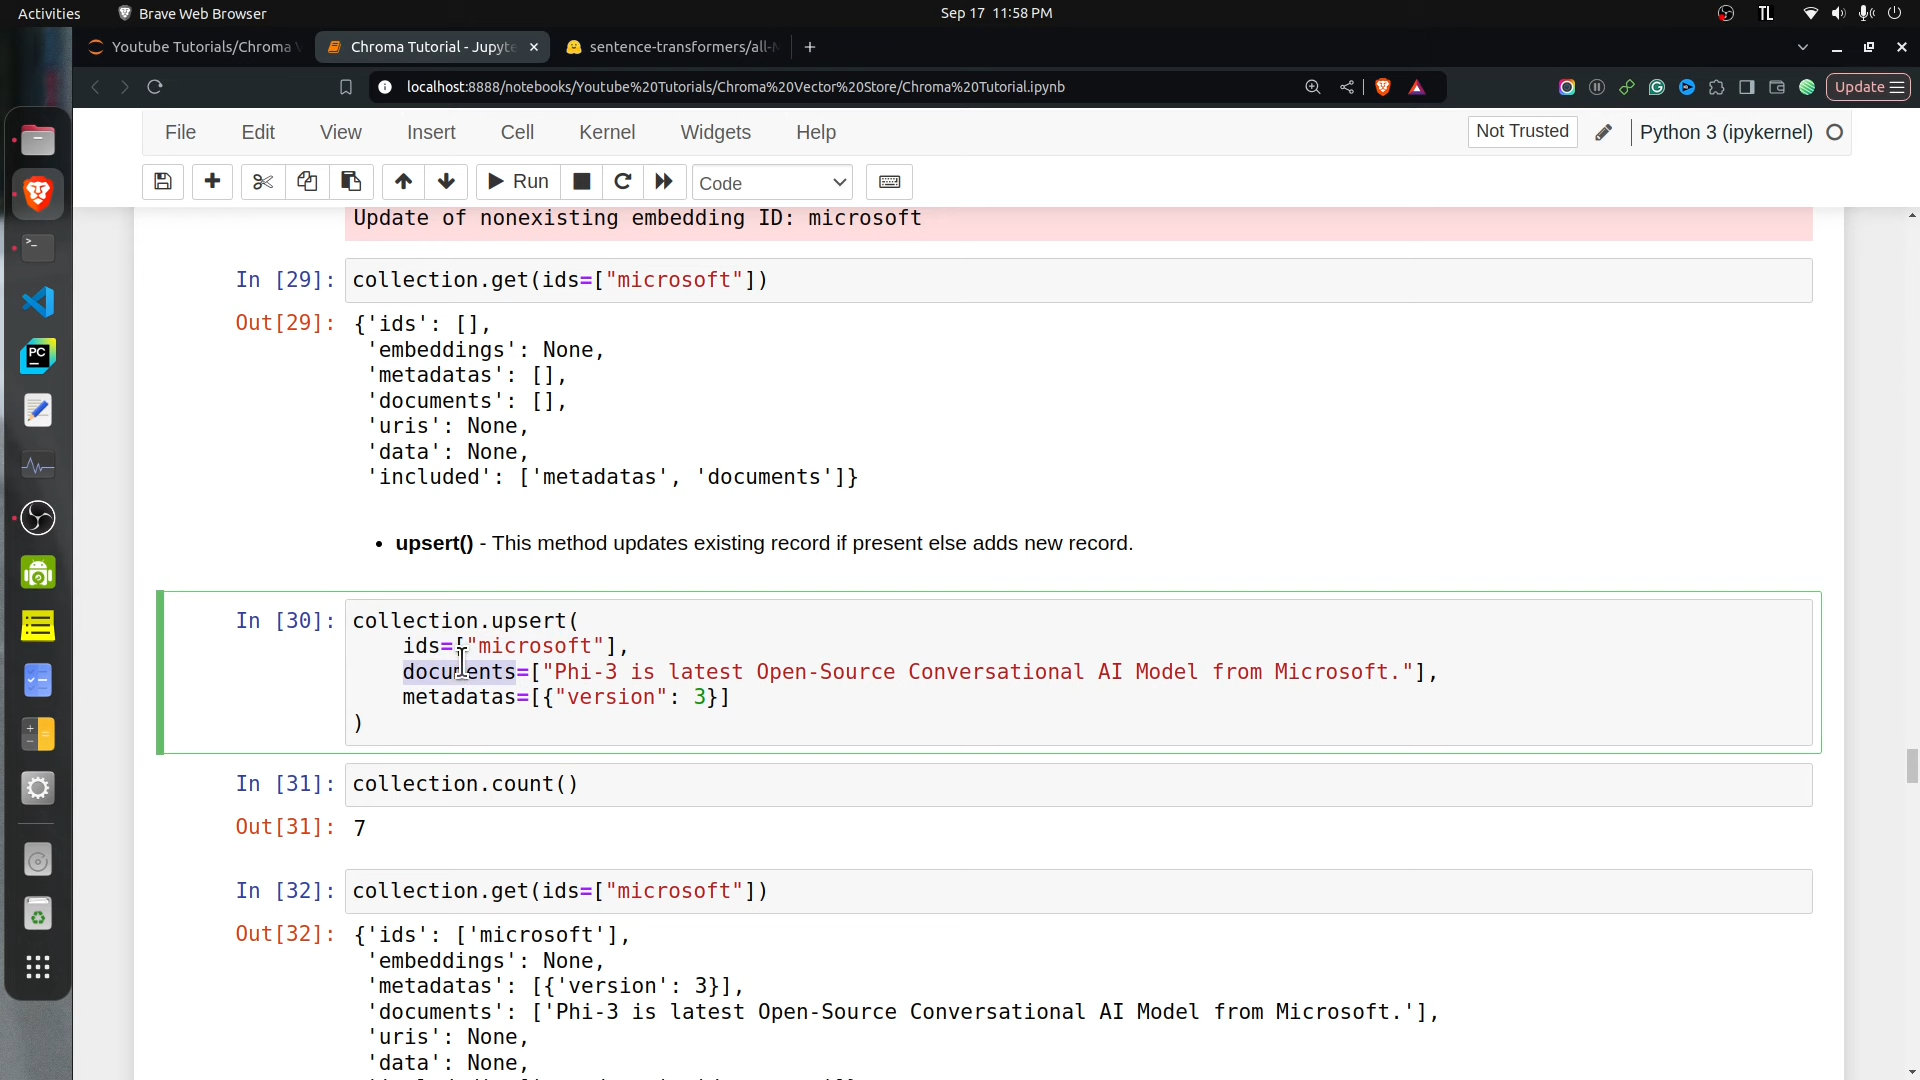 Activities
Brave Web Browser
Sep 17 11:58 PM
TL
Youtube Tutorials/Chroma
Chroma Tutorial - Jupyte
sentence-transformers/all-
localhost:8888/notebooks/Youtube%20Tutorials/Chroma%20Vector%20Store/Chroma%20Tutorial.ipynb
Update
File Edit View Insert Cell Kernel Widgets Help
Not Trusted
Python 3 (ipykernel)
Run
Code
PC
Update of nonexisting embedding ID: microsoft
In [29]: collection.get(ids=["microsoft"])
Out[29]: {'ids': [],
'embeddings': None,
'metadatas': [],
'documents': [],
'uris': None,
'data': None,
'included': ['metadatas', 'documents']}
• upsert() - This method updates existing record if present else adds new record.
In [30]: collection.upsert(
ids=["microsoft"],
documents=["Phi-3 is latest Open-Source Conversational AI Model from Microsoft."],
metadatas=[{"version": 3}]
)
In [31]: collection.count()
Out[31]: 7
In [32]: collection.get(ids=["microsoft"])
Out[32]: {'ids': ['microsoft'],
'embeddings': None,
'metadatas': [{'version': 3}],
'documents': ['Phi-3 is latest Open-Source Conversational AI Model from Microsoft.'],
'uris': None,
'data': None,